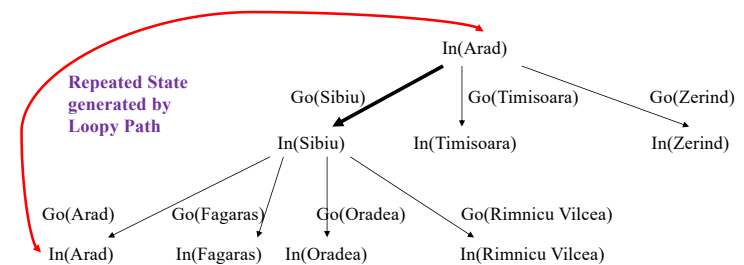 In(Arad)
Repeated State
generated by
Loopy Path
Go(Sibiu)
Go(Timisoara)
Go(Zerind)
In(Sibiu)
In(Timisoara)
In(Zerind)
Go(Arad)
Go(Fagaras)
Go(Oradea)
Go(Rimnicu Vilcea)
In(Arad)
In(Fagaras)
In(Oradea)
In(Rimnicu Vilcea)